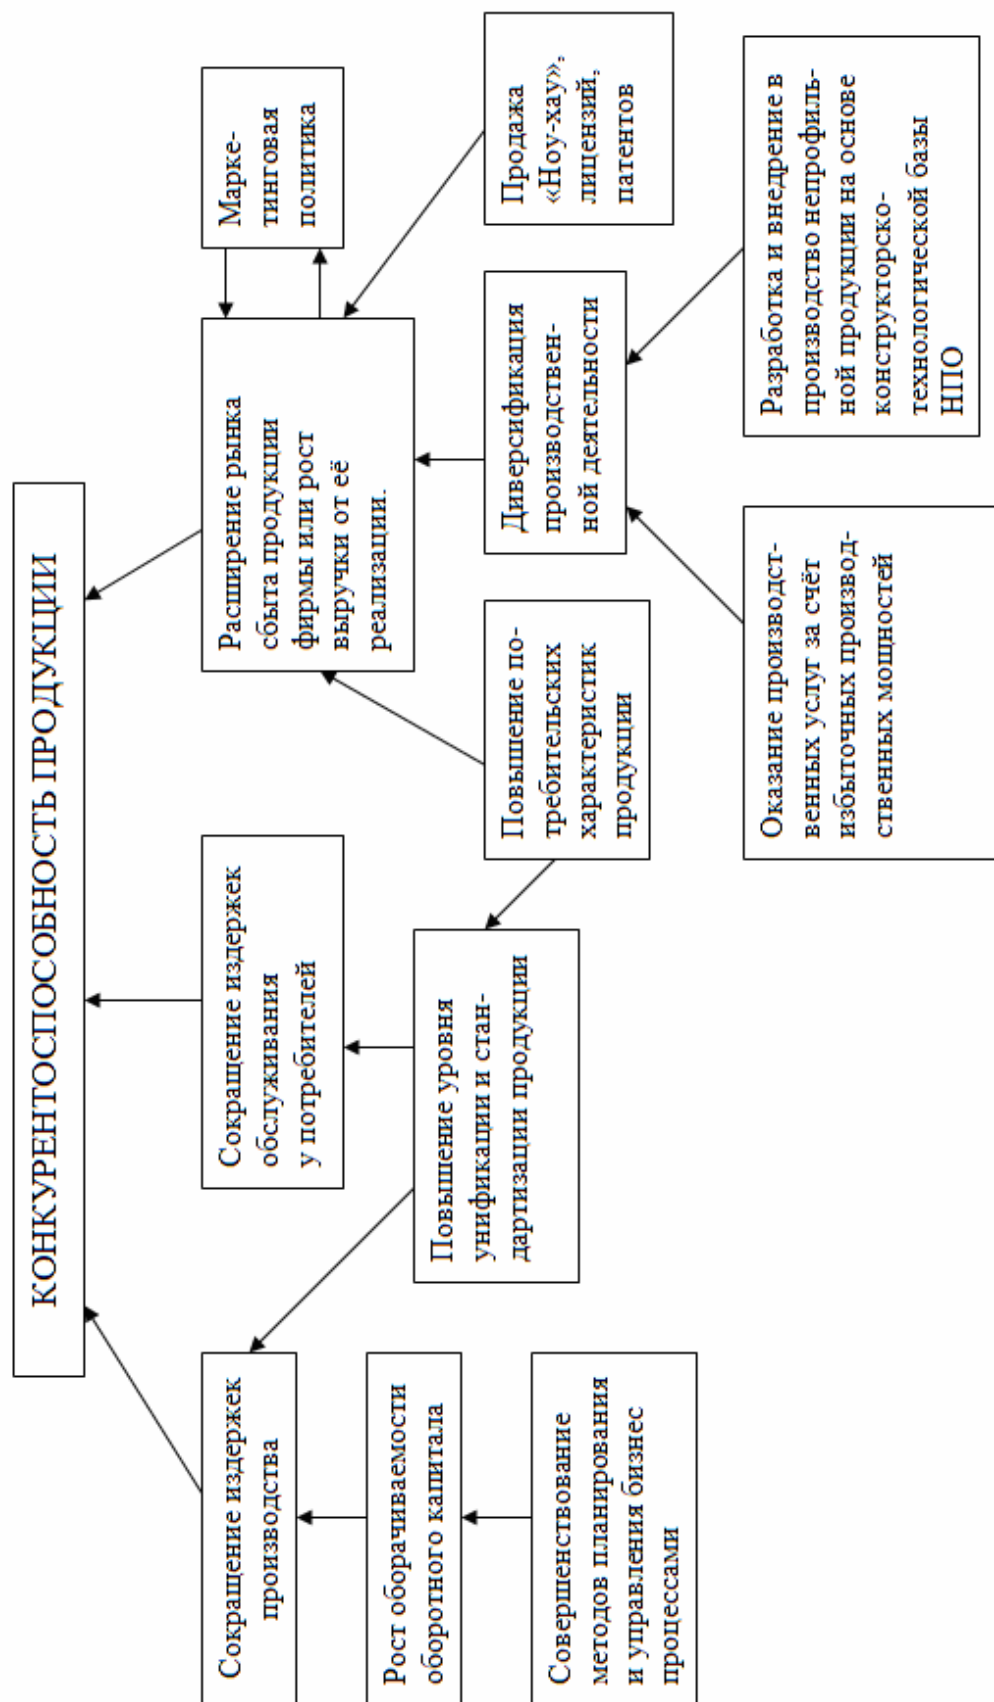 КОНКУРЕНТОСПОСОБНОСТЬ ПРОДУКЦИИ
Сокращение издержек
производства
Сокращение издержек
обслуживания
у потребителей
Расширение рынка
сбыта продукции
фирмы или рост
выручки от её
реализации.
Марке-
тинговая
политика
Рост оборачиваемости
оборотного капитала
Повышение уровня
унификации и стан-
дартизации продукции
Повышение по-
требительских
характеристик
продукции
Диверсификация
производствен-
ной деятельности
Продажа
«Ноу-хау»,
лицензий,
патентов
Совершенствование
методов планирования
и управления бизнес
процессами
Оказание производст-
венных услуг за счёт
избыточных производ-
ственных мощностей
Разработка и внедрение в
производство непрофиль-
ной продукции на основе
конструкторско-
технологической базы
НПО